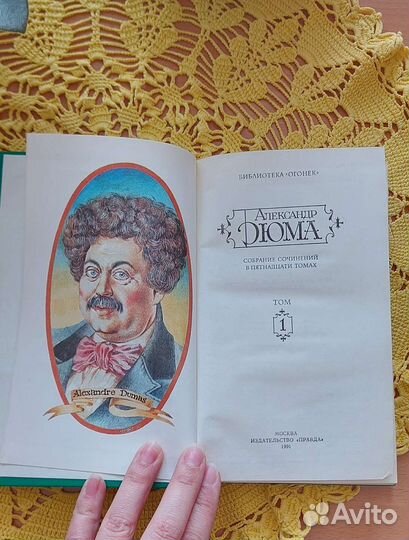 Alexandre Dumas
БИБЛИОТЕКА «ОГОНЕК»
АЛЕКСАНДР
ДЮМА
СОБРАНИЕ СОЧИНЕНИЙ
В ПЯТНАДЦАТИ ТОМАХ
ТОМ
1
МОСКВА
ИЗДАТЕЛЬСТВО «ПРАВДА»
1991
Avito